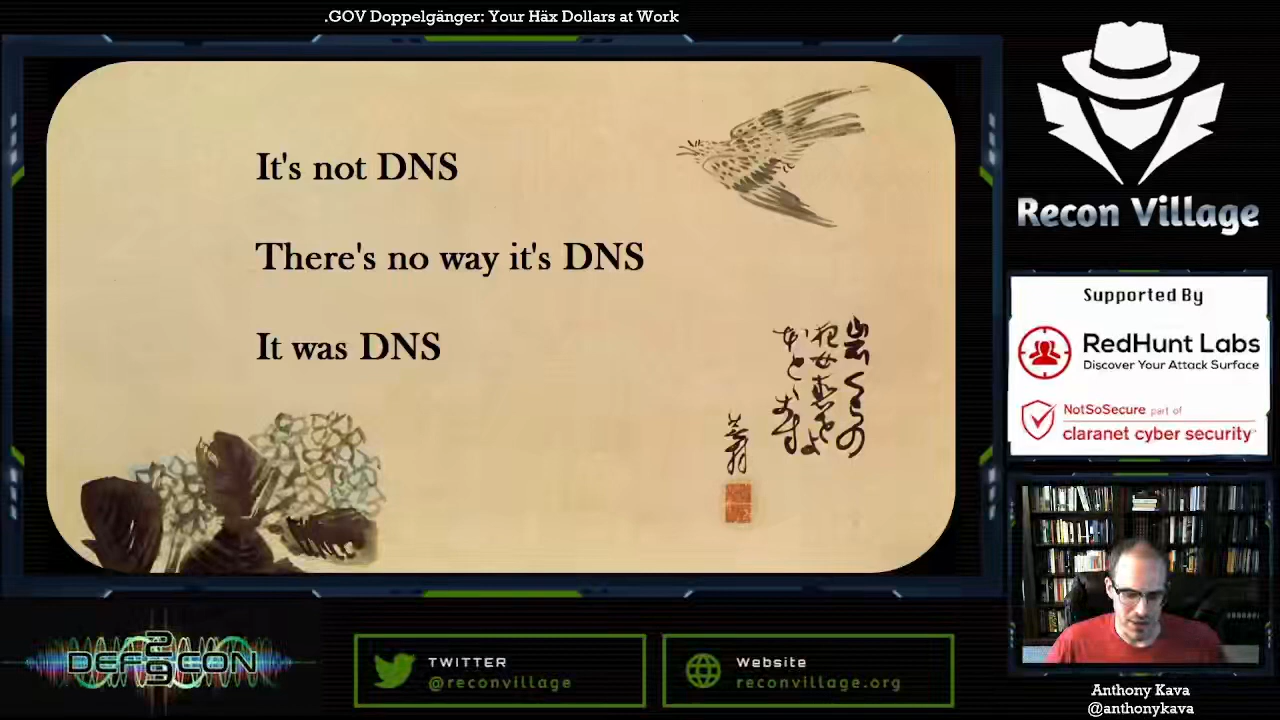 .GOV Doppelgänger: Your Häx Dollars at Work
It's not DNS
There's no way it's DNS
It was DNS
Recon Village
Supported By
RedHunt Labs
Discover Your Attack Surface
NotSoSecure part of
claranet cyber security
DEFCON
29
TWITTER
@reconvillage
Website
reconvillage.org
Anthony Kava
@anthonykava